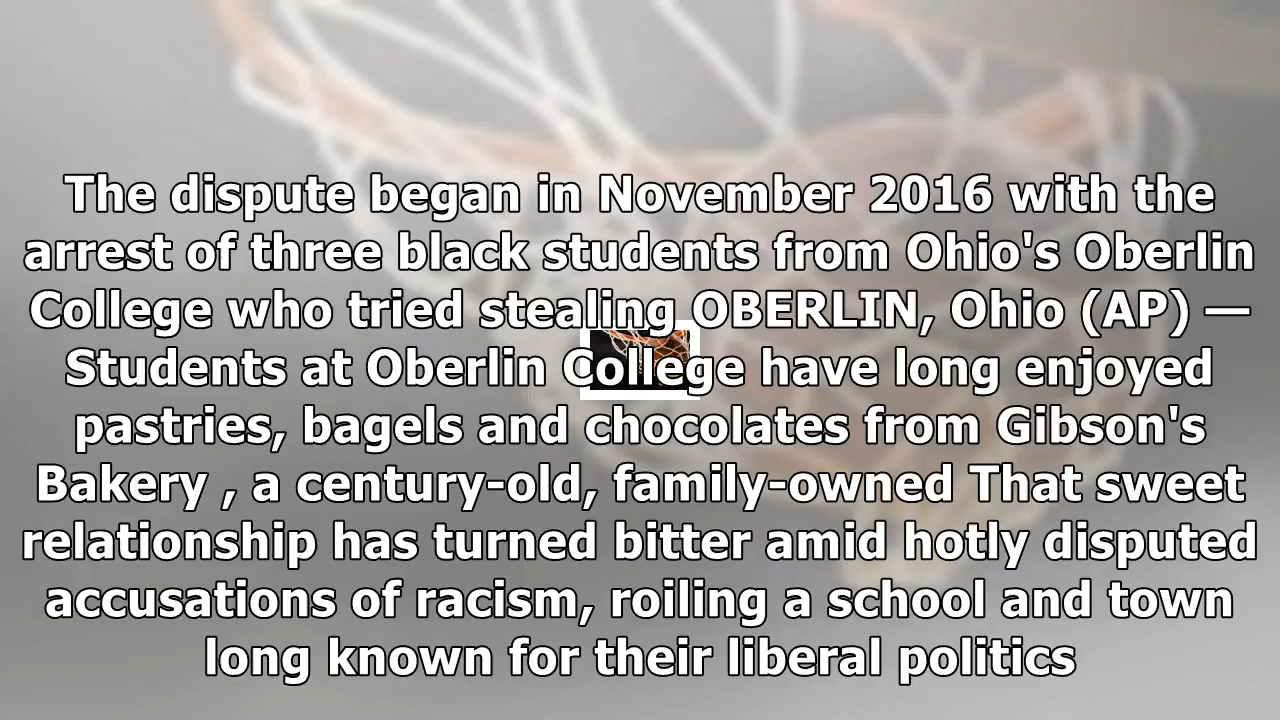 The dispute began in November 2016 with the
arrest of three black students from Ohio's Oberlin
College who tried stealing OBERLIN, Ohio (AP) —
Students at Oberlin College have long enjoyed
pastries, bagels and chocolates from Gibson's
Bakery , a century-old, family-owned That sweet
relationship has turned bitter amid hotly disputed
accusations of racism, roiling a school and town
long known for their liberal politics